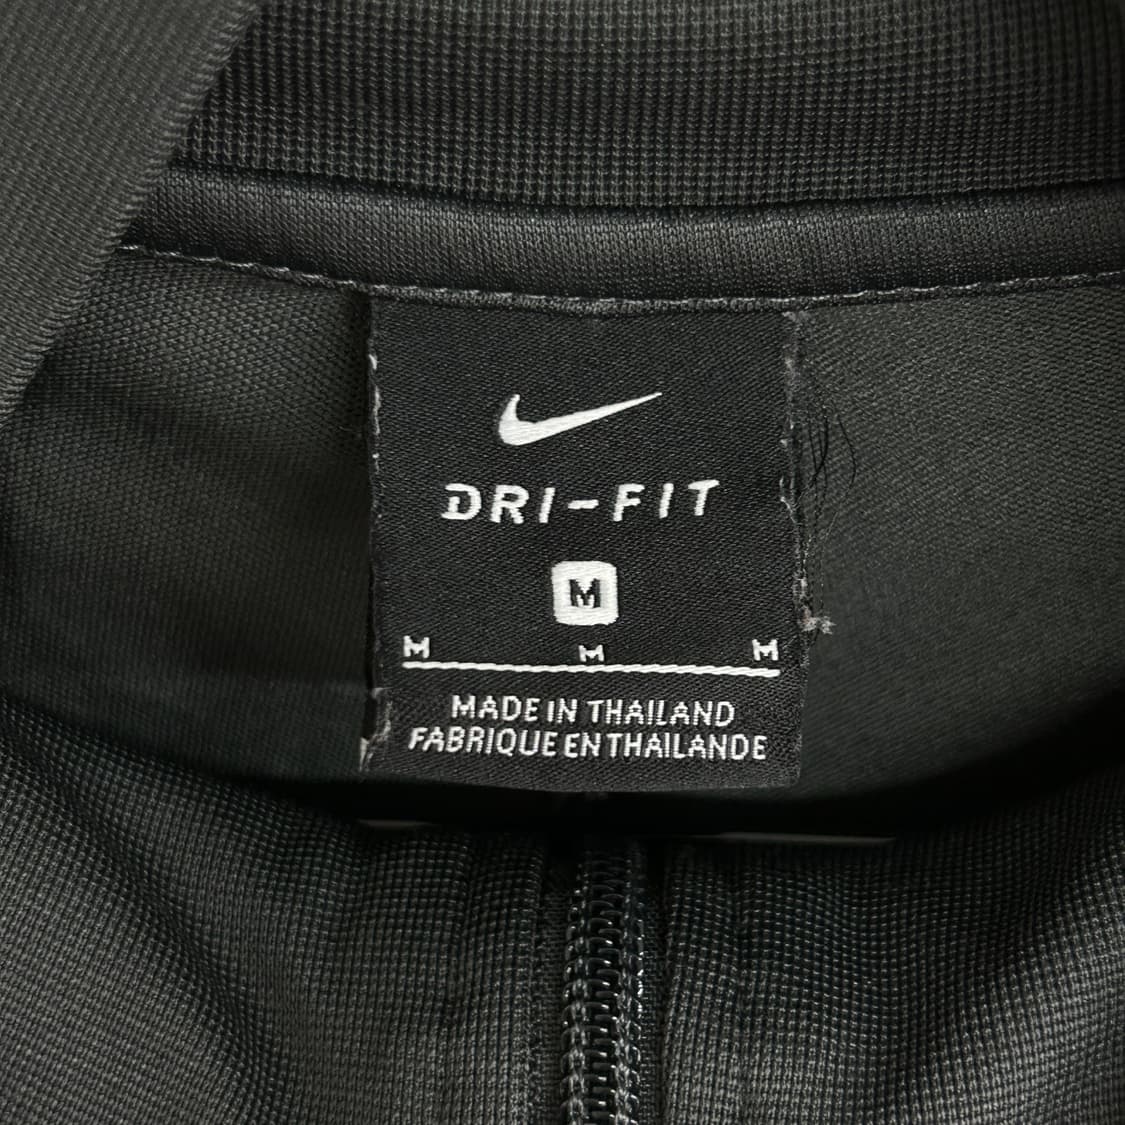 DRI-FIT
M
M M M
MADE IN THAILAND
FABRIQUE EN THAILANDE